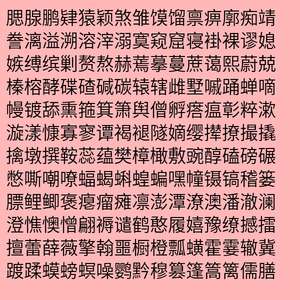 腮腺鹏肄猿颖煞雏馍馏禀痹廓痴靖
誊漓溢溯溶滓溺寞窥窟寝褂裸谬媳
嫉缚缤剿赘熬赫蔫摹蔓蔗蔼熙蔚兢
榛榕酵碟碴碱碳辕辖雌墅嘁踊蝉嘀
幔镀舔熏箍箕箫舆僧孵瘩瘟彰粹漱
漩漾慷寡寥谭褐褪隧嫡缨撵撩撮撬
擒墩撰鞍蕊蕴樊樟橄敷豌醇磕磅碾
憋嘶嘲嘹蝠蝎蝌蝗蝙嘿幢镊镐稽篓
膘鲤鲫褒瘪瘤瘫凛澎潭潦澳潘澈澜
澄憔懊憎翩褥谴鹤憨履嬉豫缭撼擂
擅蕾薛薇擎翰噩橱橙瓢蟥霍霎辙冀
踱蹂蟆螃螟噪鹦黔穆篡篷篙篱儒膳